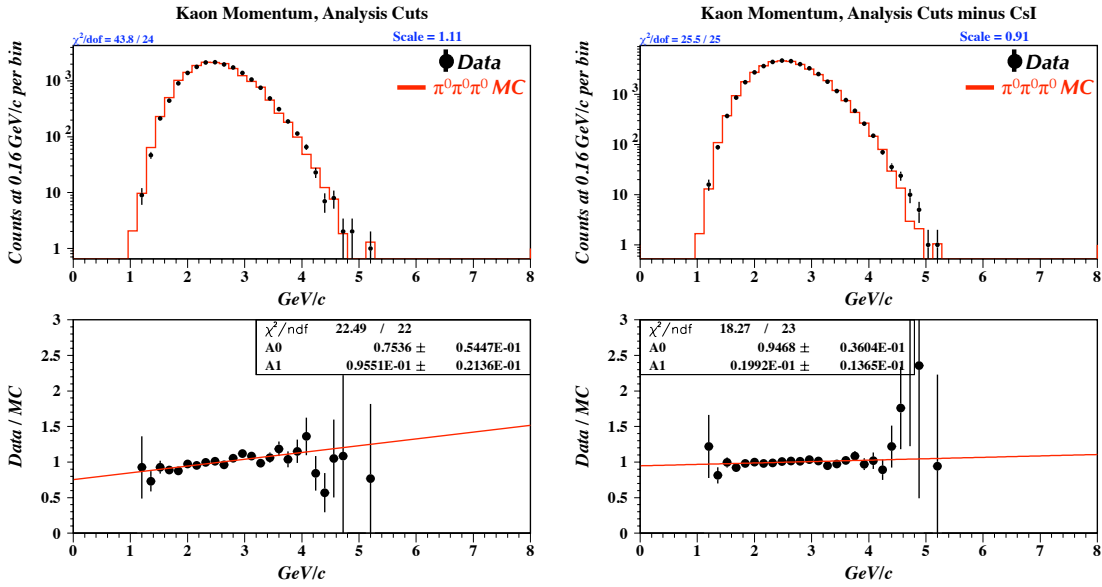 Kaon Momentum, Analysis Cuts
χ²/dof = 43.8 / 24
Scale = 1.11
Counts at 0.16 GeV/c per bin
10³
10²
10
1
Data
π⁰π⁰π⁰ MC
0 1 2 3 4 5 6 7 8
GeV/c
Kaon Momentum, Analysis Cuts minus CsI
χ²/dof = 25.5 / 25
Scale = 0.91
Counts at 0.16 GeV/c per bin
10³
10²
10
1
Data
π⁰π⁰π⁰ MC
0 1 2 3 4 5 6 7 8
GeV/c
χ²/ndf 22.49 / 22
A0 0.7536 ± 0.5447E-01
A1 0.9551E-01 ± 0.2136E-01
Data / MC
3
2.5
2
1.5
1
0.5
0
0 1 2 3 4 5 6 7 8
GeV/c
χ²/ndf 18.27 / 23
A0 0.9468 ± 0.3604E-01
A1 0.1992E-01 ± 0.1365E-01
Data / MC
3
2.5
2
1.5
1
0.5
0
0 1 2 3 4 5 6 7 8
GeV/c